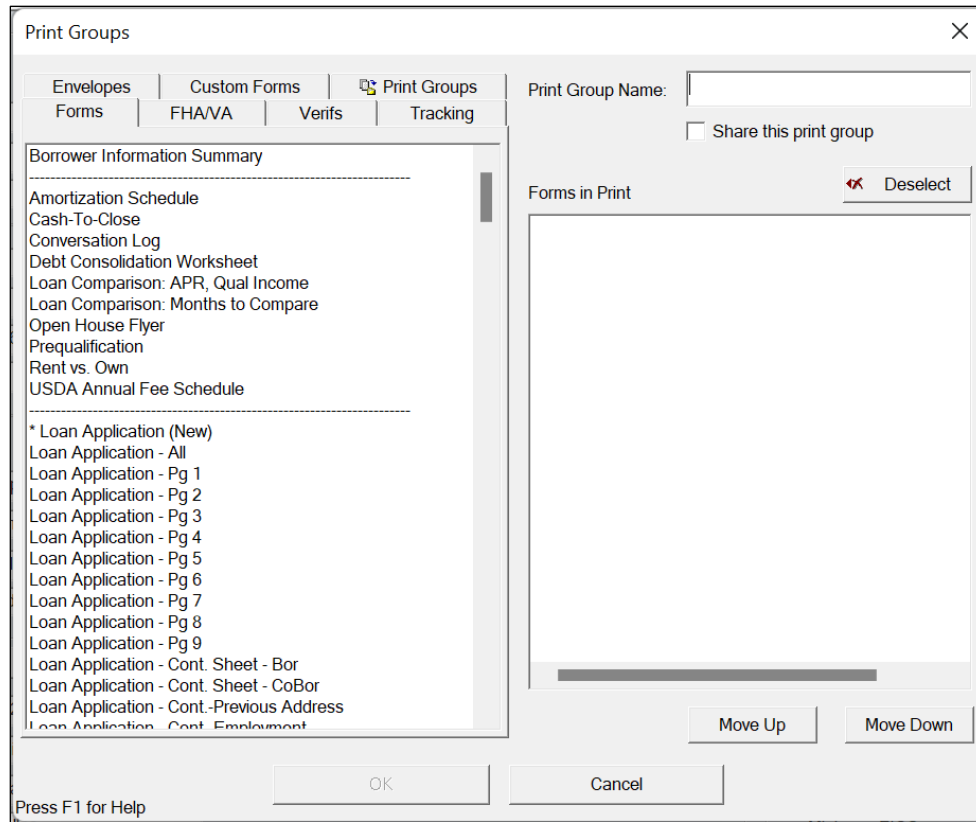 Print Groups
Envelopes
Custom Forms
Print Groups
Forms
FHA/VA
Verifs
Tracking
Borrower Information Summary
Amortization Schedule
Cash-To-Close
Conversation Log
Debt Consolidation Worksheet
Loan Comparison: APR, Qual Income
Loan Comparison: Months to Compare
Open House Flyer
Prequalification
Rent vs. Own
USDA Annual Fee Schedule
* Loan Application (New)
Loan Application - All
Loan Application - Pg 1
Loan Application - Pg 2
Loan Application - Pg 3
Loan Application - Pg 4
Loan Application - Pg 5
Loan Application - Pg 6
Loan Application - Pg 7
Loan Application - Pg 8
Loan Application - Pg 9
Loan Application - Cont. Sheet - Bor
Loan Application - Cont. Sheet - CoBor
Loan Application - Cont.-Previous Address
Loan Application - Cont. Employment
Print Group Name:
Share this print group
Forms in Print
Deselect
Move Up
Move Down
OK
Cancel
Press F1 for Help